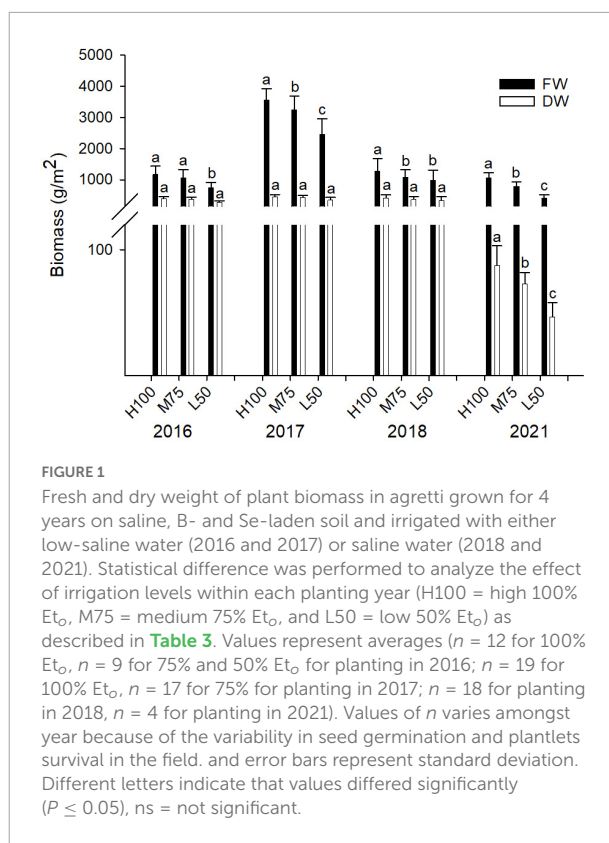 5000
4000
3000
2000
1000
100
Biomass (g/m²)
FW
DW
a a a a b a
a a b a c a
a a b a b a
a a b b c c
H100 M75 L50 H100 M75 L50 H100 M75 L50 H100 M75 L50
2016 2017 2018 2021
FIGURE 1
Fresh and dry weight of plant biomass in agretti grown for 4
years on saline, B- and Se-laden soil and irrigated with either
low-saline water (2016 and 2017) or saline water (2018 and
2021). Statistical difference was performed to analyze the effect
of irrigation levels within each planting year (H100 = high 100%
Etₒ, M75 = medium 75% Etₒ, and L50 = low 50% Etₒ) as
described in Table 3. Values represent averages (n = 12 for 100%
Etₒ, n = 9 for 75% and 50% Etₒ for planting in 2016; n = 19 for
100% Etₒ, n = 17 for 75% for planting in 2017; n = 18 for planting
in 2018, n = 4 for planting in 2021). Values of n varies amongst
year because of the variability in seed germination and plantlets
survival in the field. and error bars represent standard deviation.
Different letters indicate that values differed significantly
(P ≤ 0.05), ns = not significant.